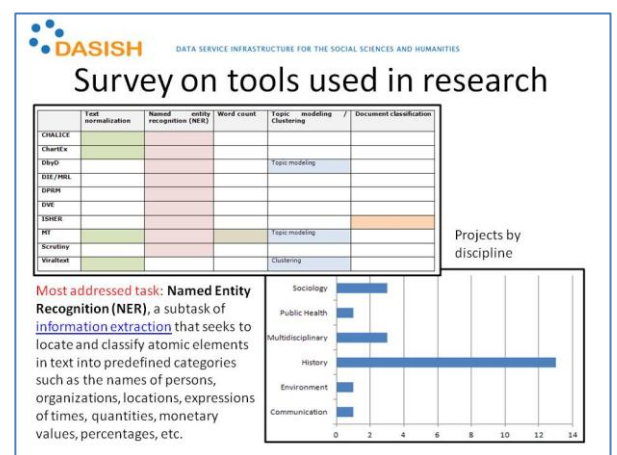 DASISH
DATA SERVICE INFRASTRUCTURE FOR THE SOCIAL SCIENCES AND HUMANITIES
Survey on tools used in research
Text normalization Named entity recognition (NER) Word count Topic modeling / Clustering Document classification
CHALICE
ChartEx
DbyD Topic modeling
DIE/MRL
DPRM
DVE
ISHER
MT Topic modeling
Scrutiny
Viraltext Clustering
Projects by
discipline
Most addressed task: Named Entity
Recognition (NER), a subtask of
information extraction that seeks to
locate and classify atomic elements
in text into predefined categories
such as the names of persons,
organizations, locations, expressions
of times, quantities, monetary
values, percentages, etc.
Sociology
Public Health
Multidisciplinary
History
Environment
Communication
0 2 4 6 8 10 12 14